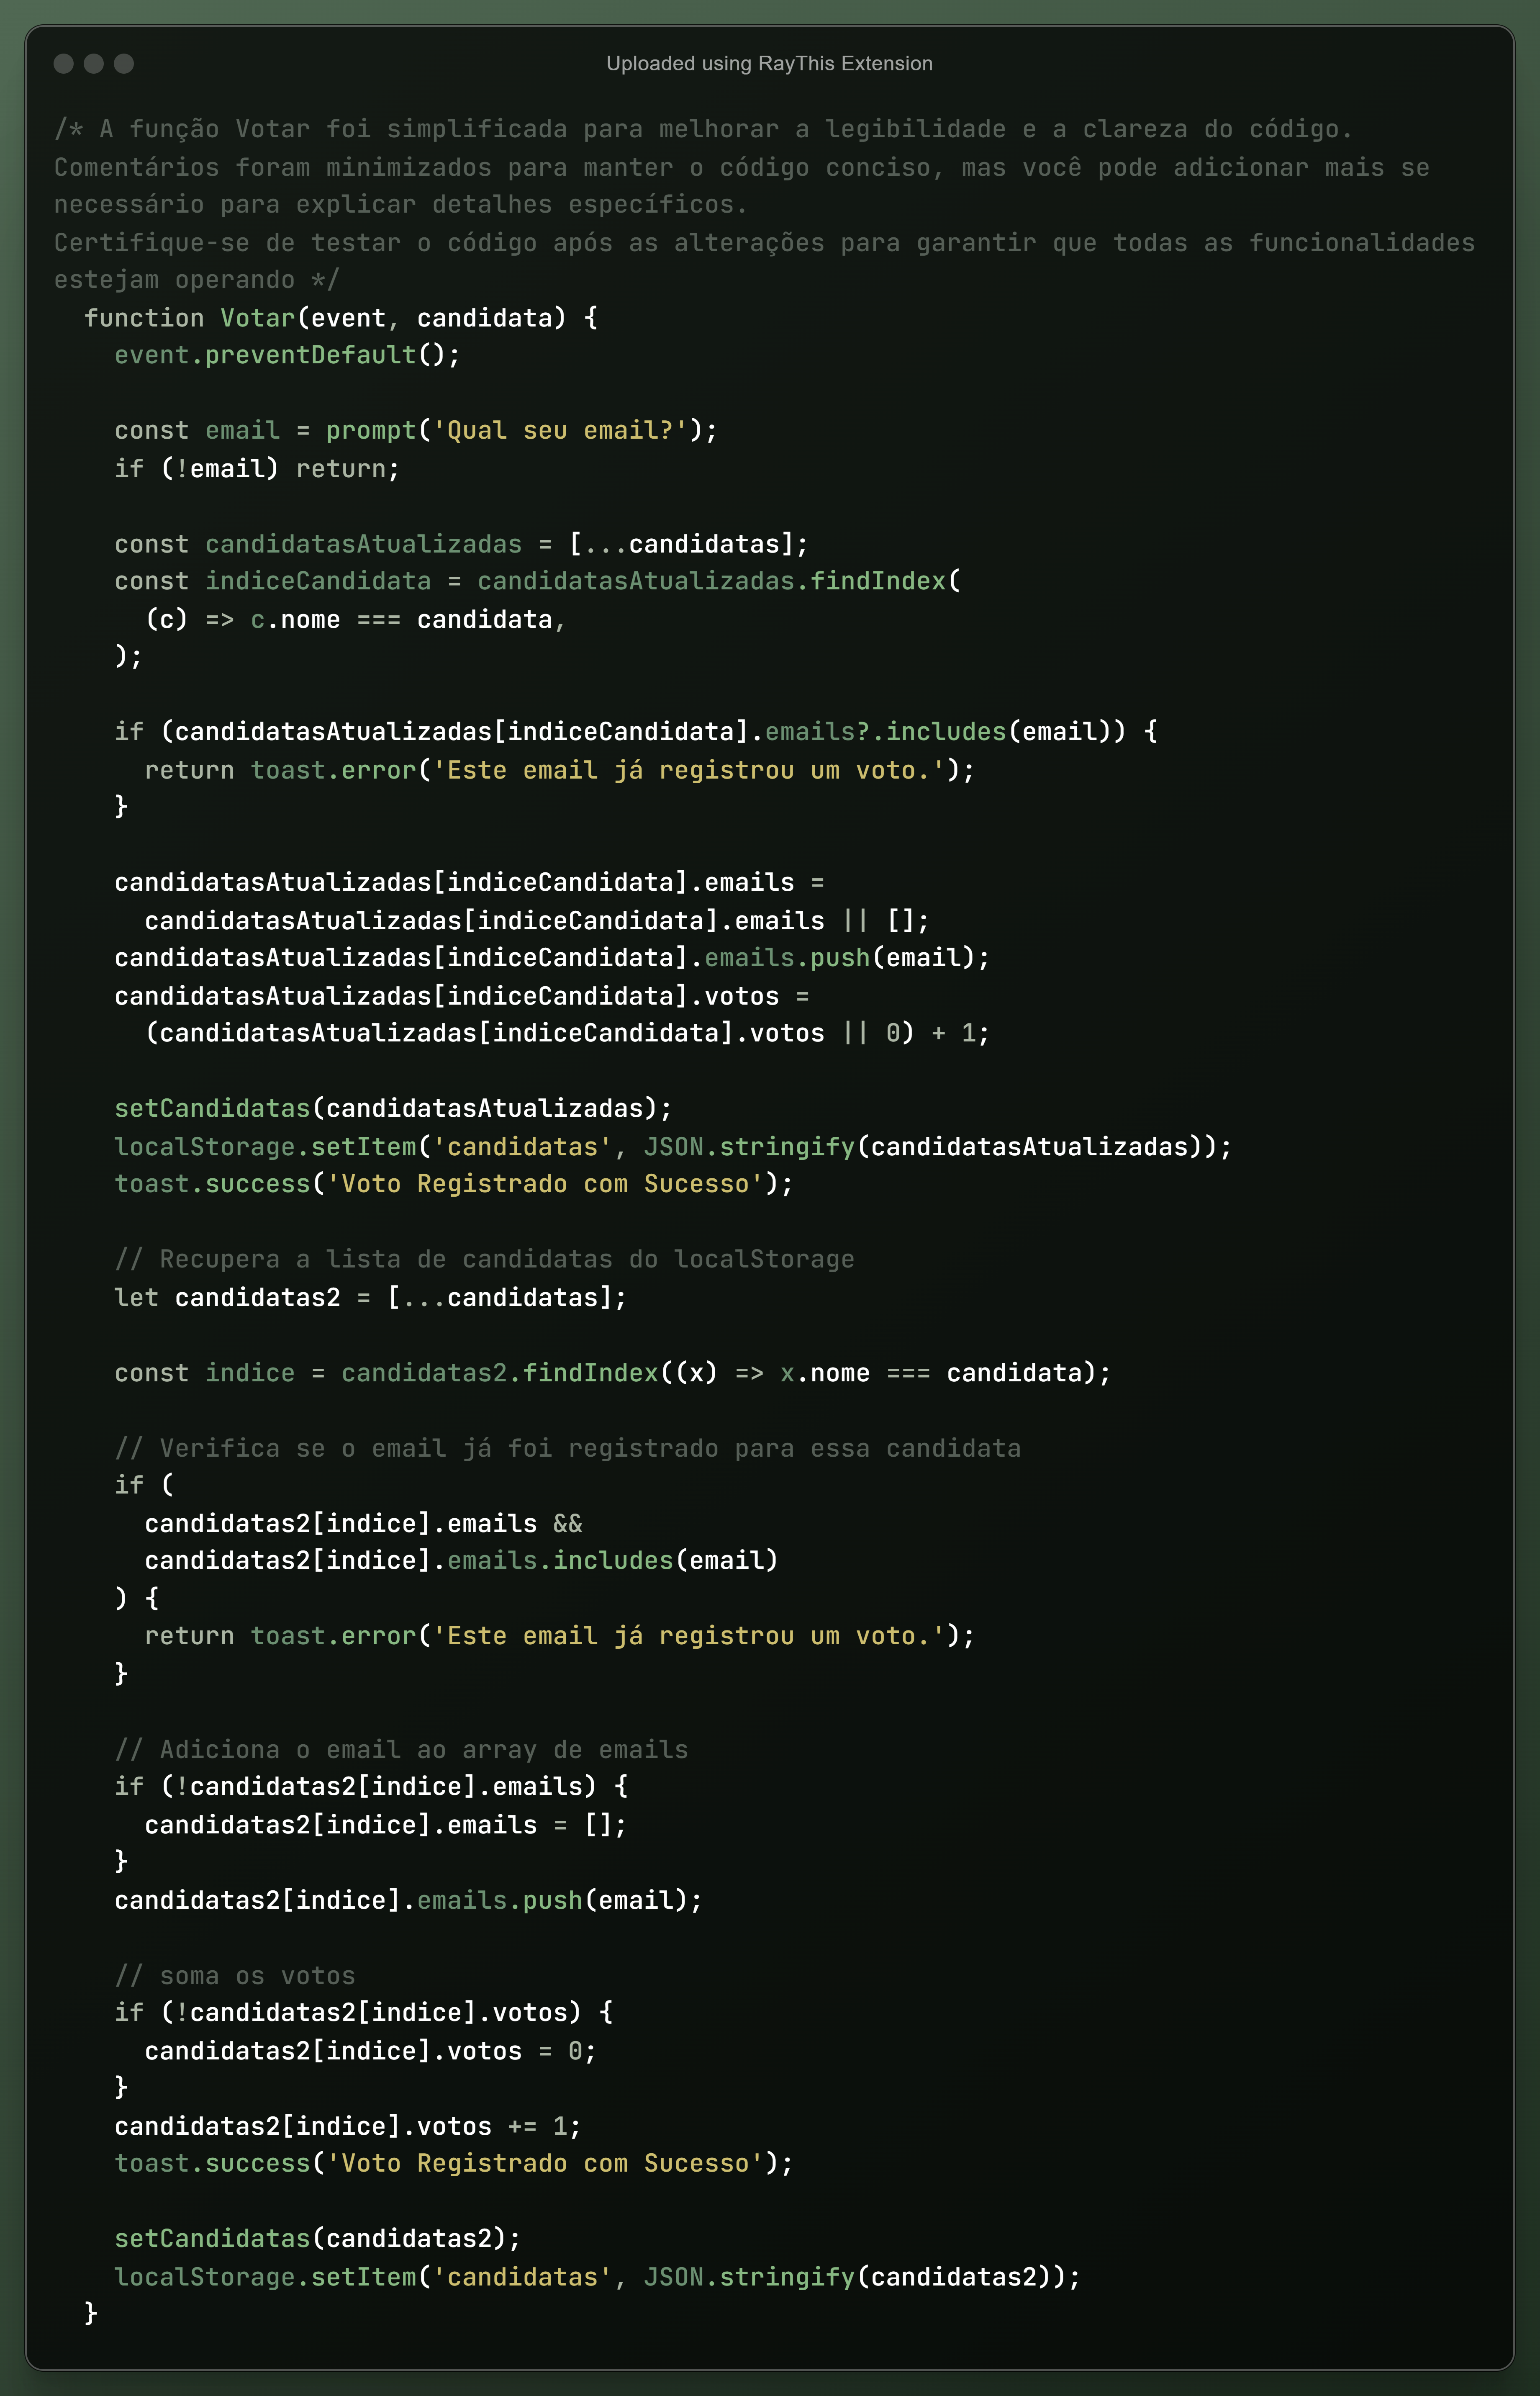 Uploaded using RayThis Extension
/* A função Votar foi simplificada para melhorar a legibilidade e a clareza do código.
Comentários foram minimizados para manter o código conciso, mas você pode adicionar mais se
necessário para explicar detalhes específicos.
Certifique-se de testar o código após as alterações para garantir que todas as funcionalidades
estejam operando */
  function Votar(event, candidata) {
    event.preventDefault();

    const email = prompt('Qual seu email?');
    if (!email) return;

    const candidatasAtualizadas = [...candidatas];
    const indiceCandidata = candidatasAtualizadas.findIndex(
      (c) => c.nome === candidata,
    );

    if (candidatasAtualizadas[indiceCandidata].emails?.includes(email)) {
      return toast.error('Este email já registrou um voto.');
    }

    candidatasAtualizadas[indiceCandidata].emails =
      candidatasAtualizadas[indiceCandidata].emails || [];
    candidatasAtualizadas[indiceCandidata].emails.push(email);
    candidatasAtualizadas[indiceCandidata].votos =
      (candidatasAtualizadas[indiceCandidata].votos || 0) + 1;

    setCandidatas(candidatasAtualizadas);
    localStorage.setItem('candidatas', JSON.stringify(candidatasAtualizadas));
    toast.success('Voto Registrado com Sucesso');

    // Recupera a lista de candidatas do localStorage
    let candidatas2 = [...candidatas];

    const indice = candidatas2.findIndex((x) => x.nome === candidata);

    // Verifica se o email já foi registrado para essa candidata
    if (
      candidatas2[indice].emails &&
      candidatas2[indice].emails.includes(email)
    ) {
      return toast.error('Este email já registrou um voto.');
    }

    // Adiciona o email ao array de emails
    if (!candidatas2[indice].emails) {
      candidatas2[indice].emails = [];
    }
    candidatas2[indice].emails.push(email);

    // soma os votos
    if (!candidatas2[indice].votos) {
      candidatas2[indice].votos = 0;
    }
    candidatas2[indice].votos += 1;
    toast.success('Voto Registrado com Sucesso');

    setCandidatas(candidatas2);
    localStorage.setItem('candidatas', JSON.stringify(candidatas2));
  }